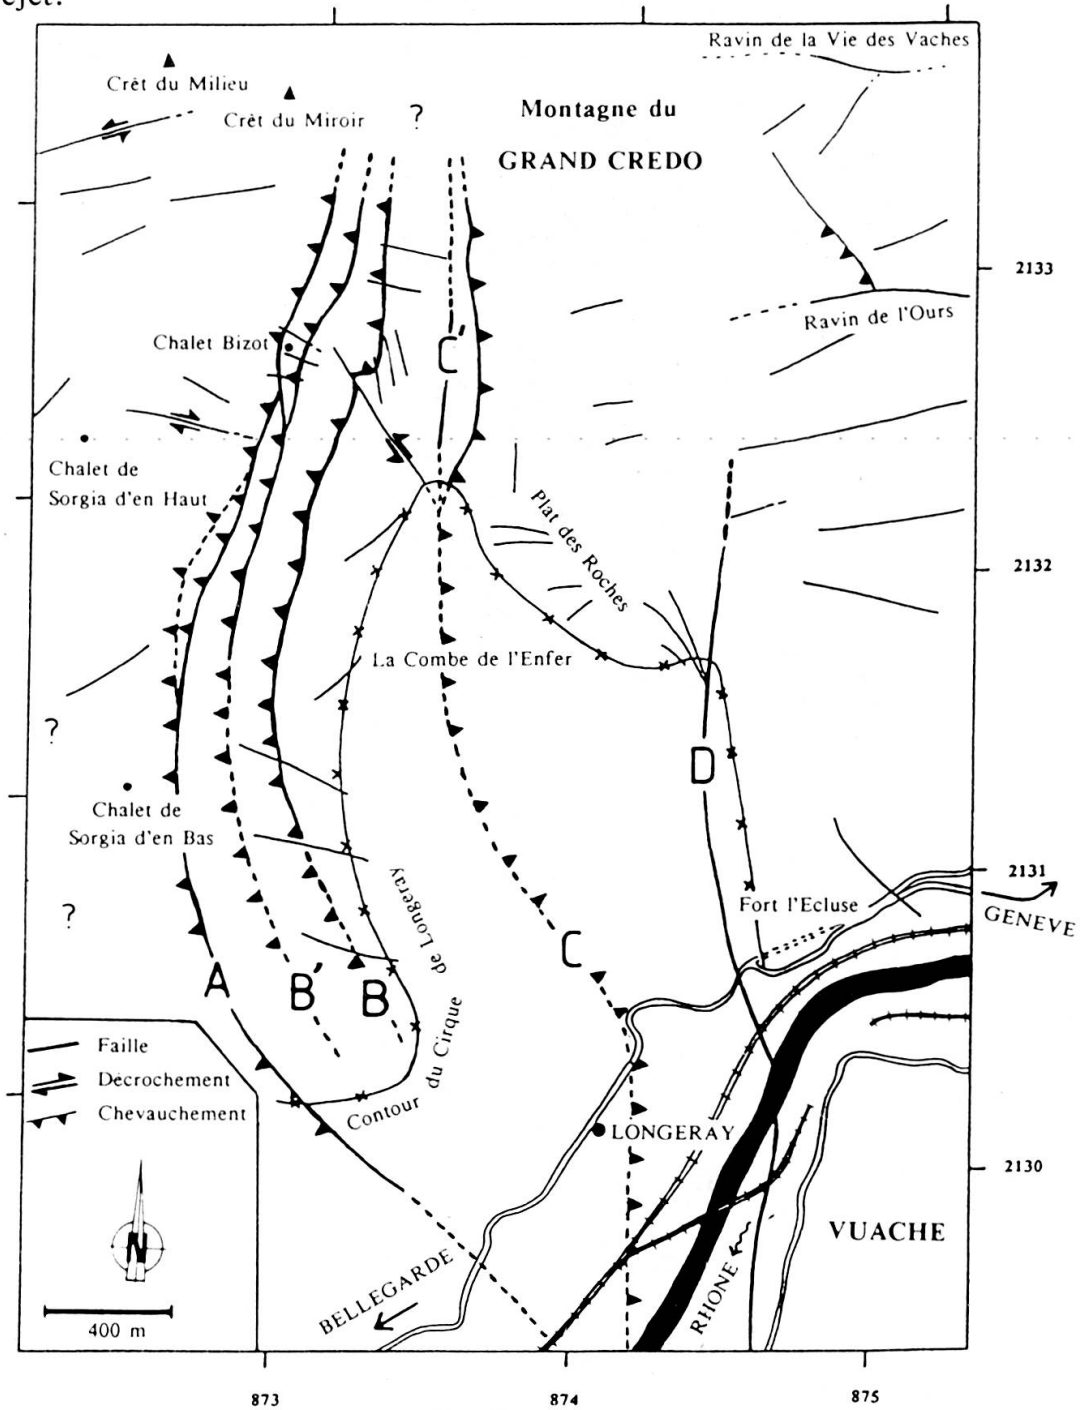 ejet.
Ravin de la Vie des Vaches
Crêt du Milieu
Crêt du Miroir
?
Montagne du
GRAND CREDO
2133
Ravin de l'Ours
Chalet Bizot
C'
Chalet de
Sorgia d'en Haut
Plat des Roches
2132
La Combe de l'Enfer
?
D
Chalet de
Sorgia d'en Bas
2131
?
Fort l'Ecluse
GENEVE
Contour du Cirque de Longeray
C
A
B'
B
Faille
Décrochement
Chevauchement
LONGERAY
2130
VUACHE
N
BELLEGARDE
RHONE
400 m
873
874
875